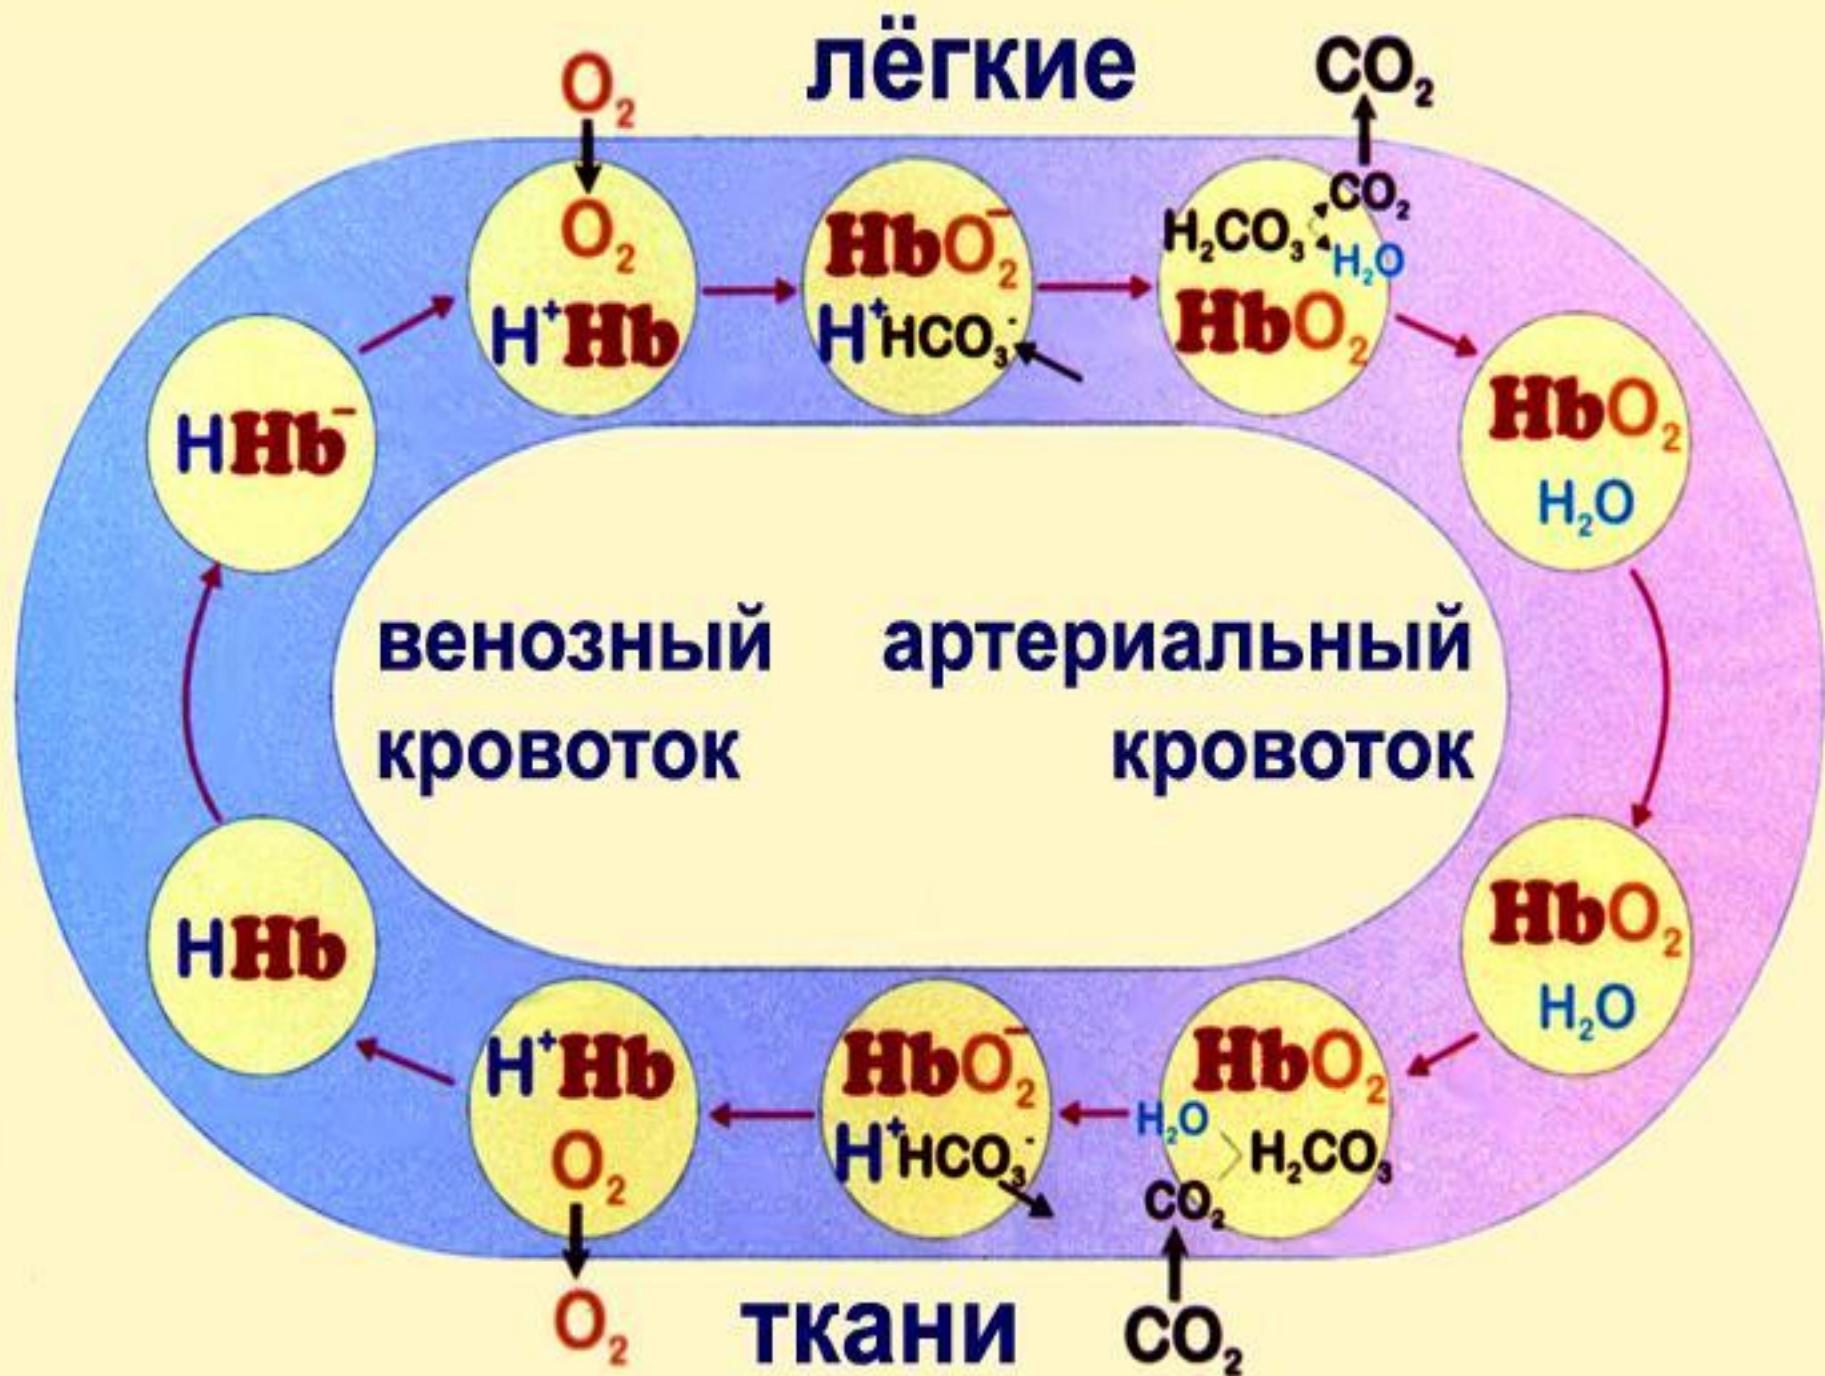 лёгкие
O₂
CO₂
O₂
H⁺Hb
HbO₂⁻
H⁺HCO₃⁻
H₂CO₃
CO₂
H₂O
HbO₂
HHb⁻
HbO₂
H₂O
венозный
кровоток
артериальный
кровоток
HHb
HbO₂
H₂O
H⁺Hb
O₂
HbO₂⁻
H⁺HCO₃⁻
HbO₂
H₂O
H₂CO₃
CO₂
O₂
ткани
CO₂